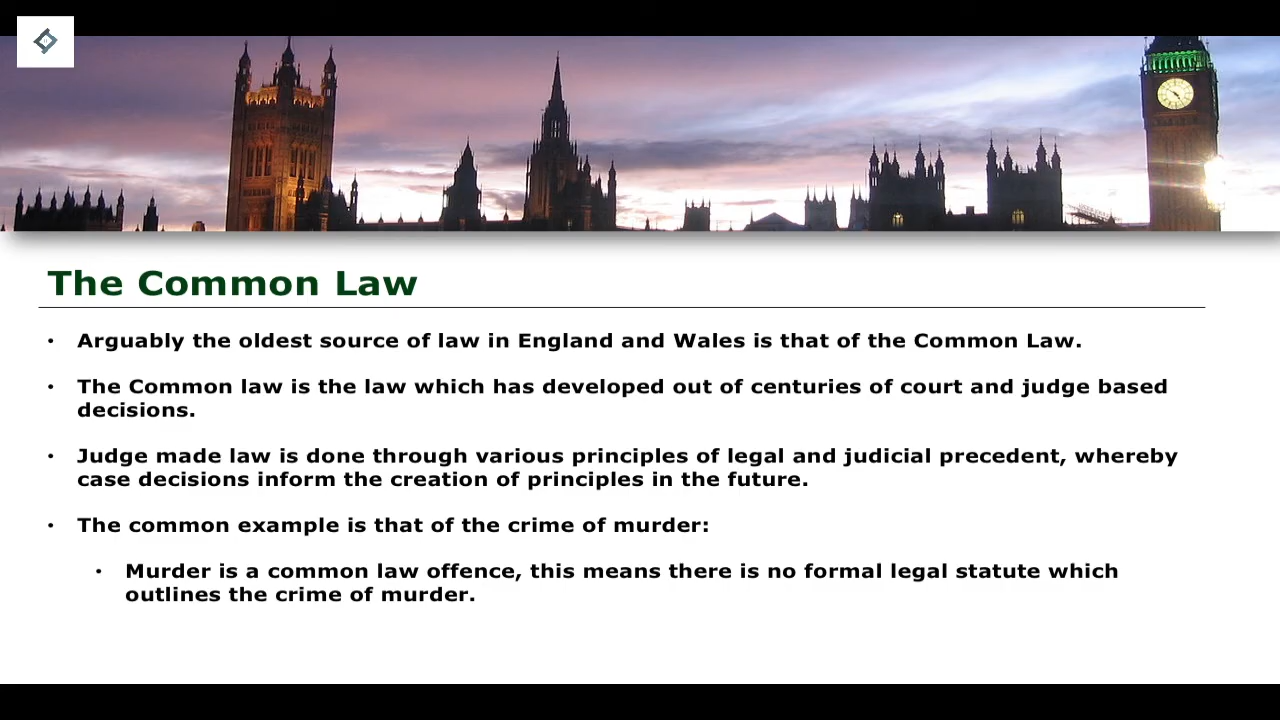 The Common Law
• Arguably the oldest source of law in England and Wales is that of the Common Law.
• The Common law is the law which has developed out of centuries of court and judge based
decisions.
• Judge made law is done through various principles of legal and judicial precedent, whereby
case decisions inform the creation of principles in the future.
• The common example is that of the crime of murder:
• Murder is a common law offence, this means there is no formal legal statute which
outlines the crime of murder.